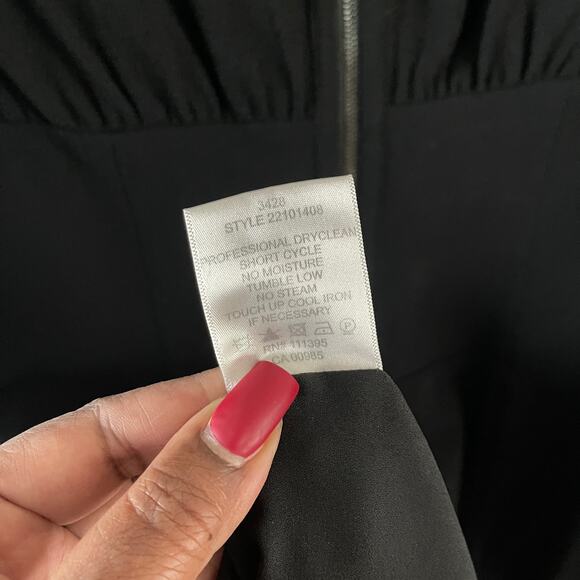 3428
STYLE 22101408
PROFESSIONAL DRYCLEAN
SHORT CYCLE
NO MOISTURE
TUMBLE LOW
NO STEAM
TOUCH UP COOL IRON
IF NECESSARY
RN# 111395
CA 00985